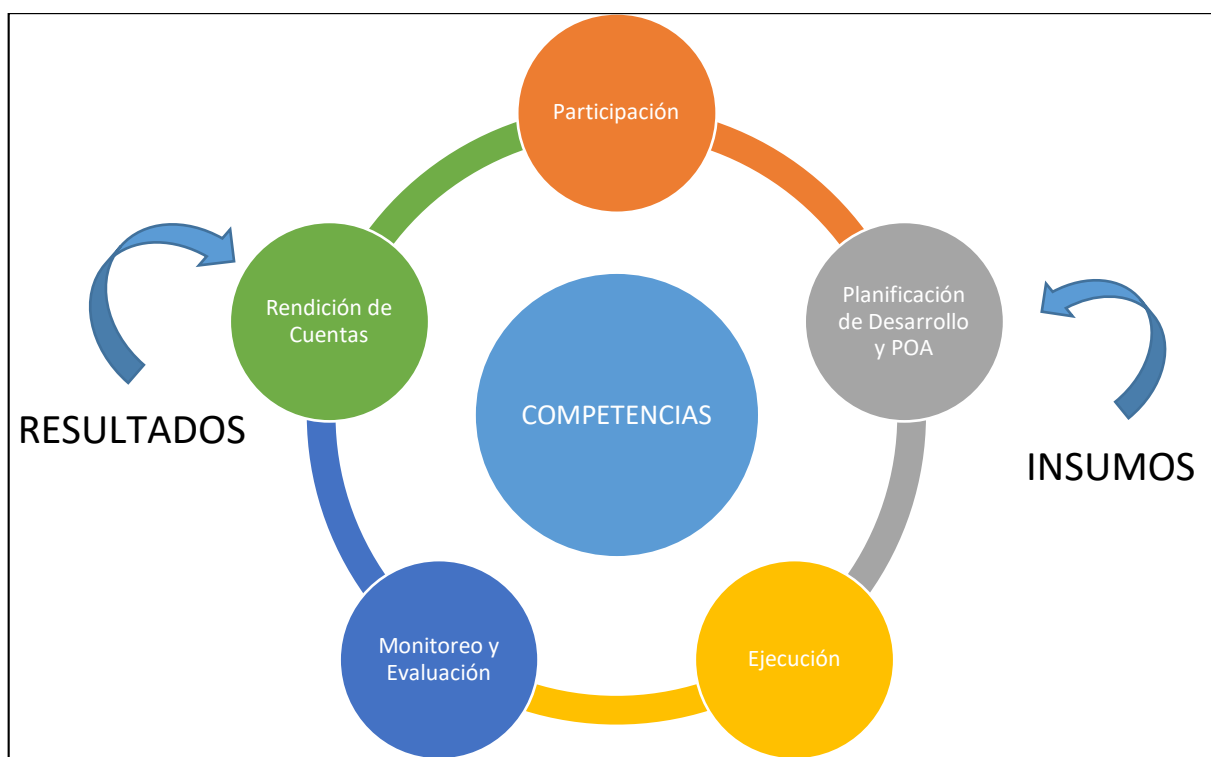 Participación
Rendición de
Cuentas
Planificación
de Desarrollo
y POA
COMPETENCIAS
RESULTADOS
INSUMOS
Monitoreo y
Evaluación
Ejecución